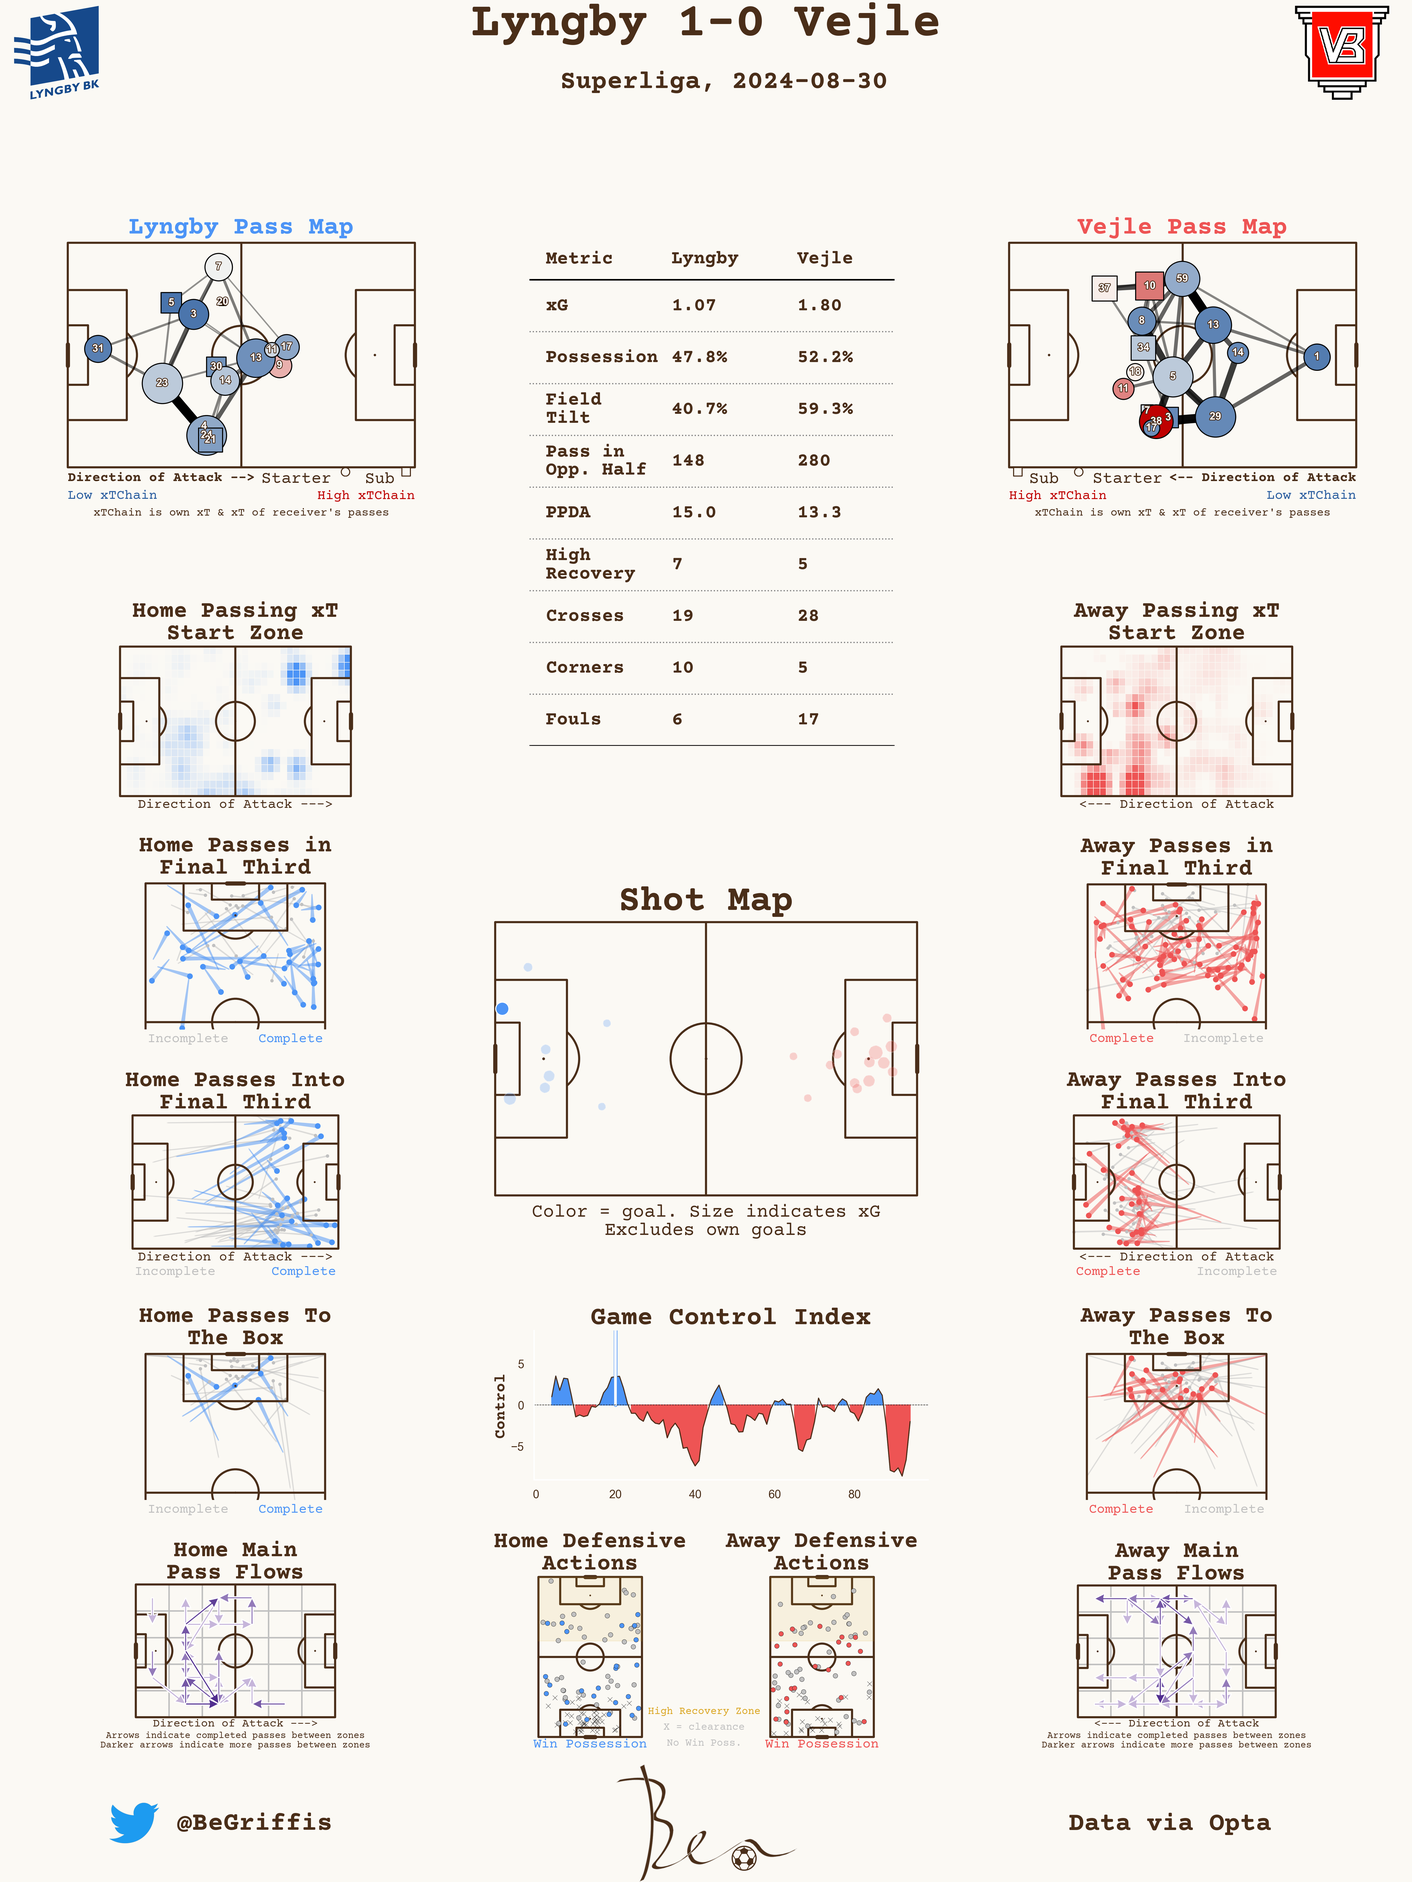 Lyngby 1-0 Vejle
Superliga, 2024-08-30
LYNGBY BK
VB
Lyngby Pass Map
7
5
20
3
31
11
17
13
9
30
14
23
4
24
21
Direction of Attack --> Starter Sub
Low xTChain High xTChain
xTChain is own xT & xT of receiver's passes
Metric Lyngby Vejle
xG 1.07 1.80
Possession 47.8% 52.2%
Field
Tilt 40.7% 59.3%
Pass in
Opp. Half 148 280
PPDA 15.0 13.3
High
Recovery 7 5
Crosses 19 28
Corners 10 5
Fouls 6 17
Vejle Pass Map
59
37
10
8
13
34
14
1
18
5
11
7
3
38
17
29
Sub Starter <-- Direction of Attack
High xTChain Low xTChain
xTChain is own xT & xT of receiver's passes
Home Passing xT
Start Zone
Direction of Attack --->
Away Passing xT
Start Zone
<--- Direction of Attack
Home Passes in
Final Third
Incomplete Complete
Away Passes in
Final Third
Complete Incomplete
Shot Map
Color = goal. Size indicates xG
Excludes own goals
Home Passes Into
Final Third
Direction of Attack --->
Incomplete Complete
Away Passes Into
Final Third
<--- Direction of Attack
Complete Incomplete
Home Passes To
The Box
Incomplete Complete
Game Control Index
Control
5
0
−5
0 20 40 60 80
Away Passes To
The Box
Complete Incomplete
Home Main
Pass Flows
Direction of Attack --->
Arrows indicate completed passes between zones
Darker arrows indicate more passes between zones
Home Defensive
Actions
Win Possession
Away Defensive
Actions
Win Possession
High Recovery Zone
X = clearance
No Win Poss.
Away Main
Pass Flows
<--- Direction of Attack
Arrows indicate completed passes between zones
Darker arrows indicate more passes between zones
@BeGriffis
Ben
Data via Opta